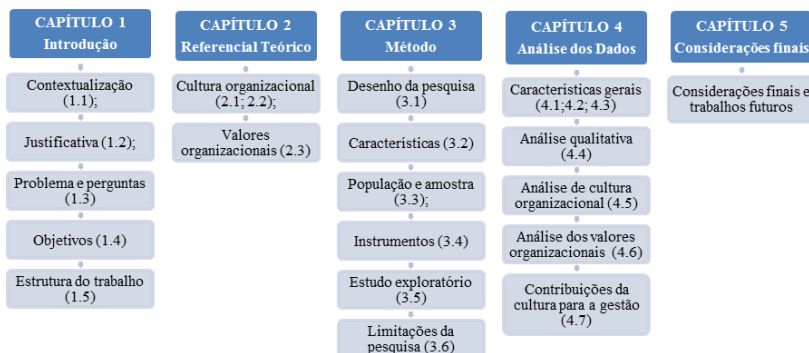 CAPÍTULO 1
Introdução
Contextualização
(1.1);
Justificativa (1.2);
Problema e perguntas
(1.3)
Objetivos (1.4)
Estrutura do trabalho
(1.5)
CAPÍTULO 2
Referencial Teórico
Cultura organizacional
(2.1; 2.2);
Valores
organizacionais (2.3)
CAPÍTULO 3
Método
Desenho da pesquisa
(3.1)
Características (3.2)
População e amostra
(3.3);
Instrumentos (3.4)
Estudo exploratório
(3.5)
Limitações da
pesquisa (3.6)
CAPÍTULO 4
Análise dos Dados
Características gerais
(4.1;4.2; 4.3)
Análise qualitativa
(4.4)
Análise de cultura
organizacional (4.5)
Análise dos valores
organizacionais (4.6)
Contribuições da
cultura para a gestão
(4.7)
CAPÍTULO 5
Considerações finais
Considerações finais e
trabalhos futuros